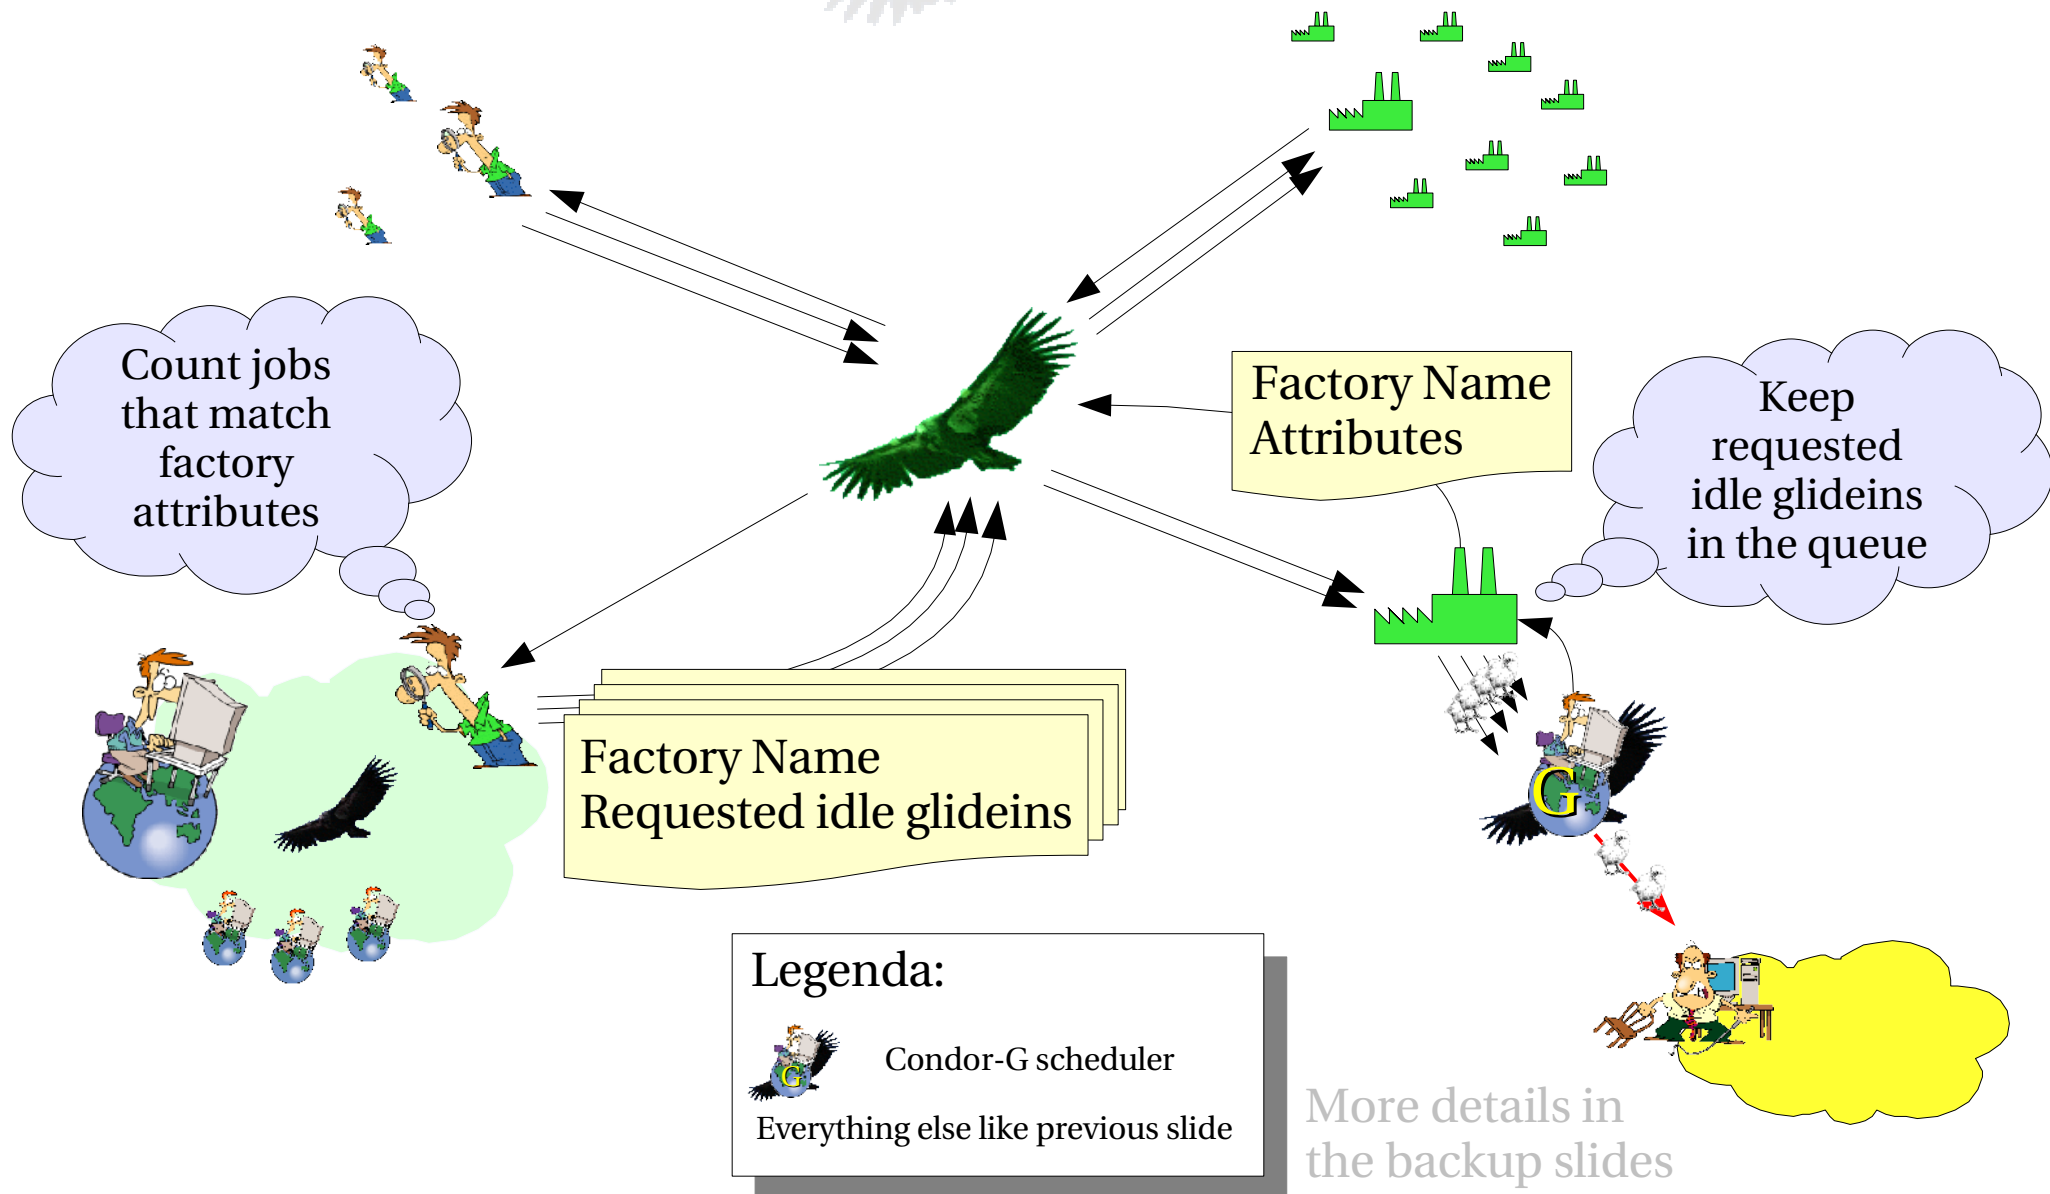 Count jobs
that match
factory
attributes
Factory Name
Attributes
Keep
requested
idle glideins
in the queue
Factory Name
Requested idle glideins
G
Legenda:
G
Condor-G scheduler
Everything else like previous slide
More details in
the backup slides